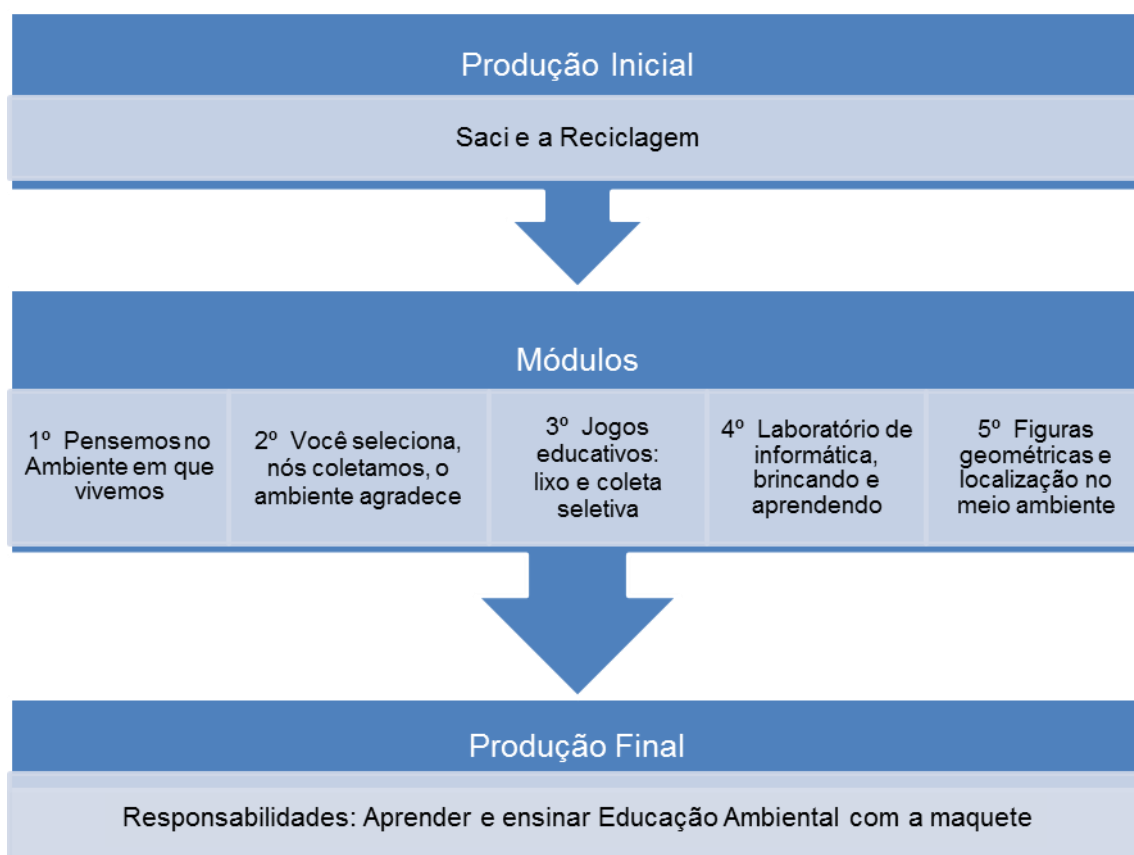 Produção Inicial
Saci e a Reciclagem
Módulos
1º Pensemos no
Ambiente em que
vivemos
2º Você seleciona,
nós coletamos, o
ambiente agradece
3º Jogos
educativos:
lixo e coleta
seletiva
4º Laboratório de
informática,
brincando e
aprendendo
5º Figuras
geométricas e
localização no
meio ambiente
Produção Final
Responsabilidades: Aprender e ensinar Educação Ambiental com a maquete